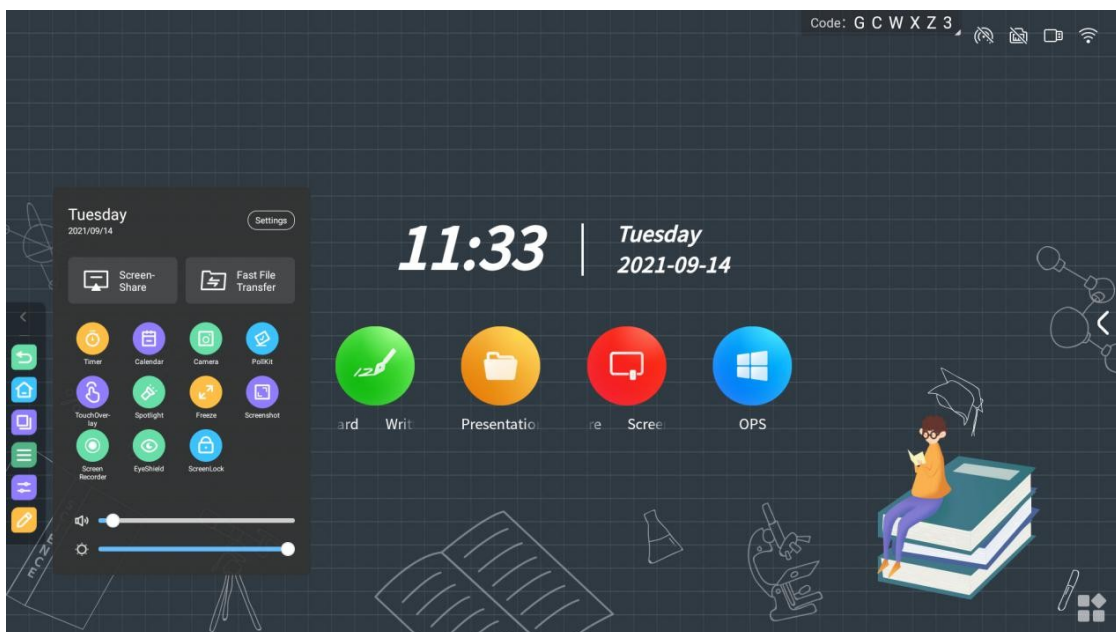 Code: G C W X Z 3
Tuesday
2021/09/14
Settings
Screen-
Share
Fast File
Transfer
Timer
Calendar
Camera
PollKit
TouchOver-
lay
Spotlight
Freeze
Screenshot
Screen
Recorder
EyeShield
ScreenLock
11:33
Tuesday
2021-09-14
ard Writ
Presentatio
re Scree
OPS
ENCE